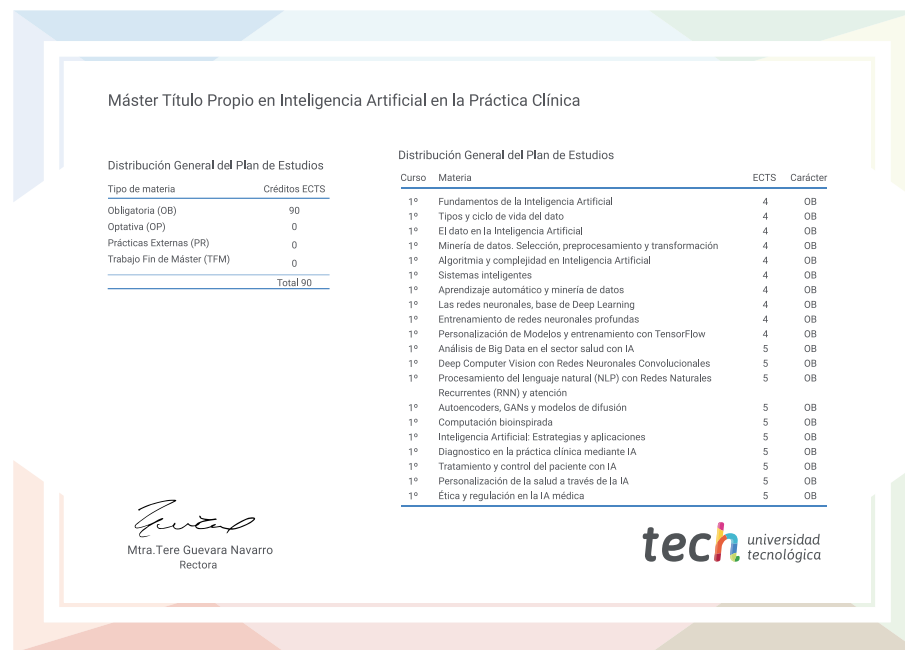 Máster Título Propio en Inteligencia Artificial en la Práctica Clínica
Distribución General del Plan de Estudios
Tipo de materia Créditos ECTS
Obligatoria (OB) 90
Optativa (OP) 0
Prácticas Externas (PR) 0
Trabajo Fin de Máster (TFM) 0
Total 90
Distribución General del Plan de Estudios
Curso Materia ECTS Carácter
1º Fundamentos de la Inteligencia Artificial 4 OB
1º Tipos y ciclo de vida del dato 4 OB
1º El dato en la Inteligencia Artificial 4 OB
1º Minería de datos. Selección, preprocesamiento y transformación 4 OB
1º Algoritmia y complejidad en Inteligencia Artificial 4 OB
1º Sistemas inteligentes 4 OB
1º Aprendizaje automático y minería de datos 4 OB
1º Las redes neuronales, base de Deep Learning 4 OB
1º Entrenamiento de redes neuronales profundas 4 OB
1º Personalización de Modelos y entrenamiento con TensorFlow 4 OB
1º Análisis de Big Data en el sector salud con IA 5 OB
1º Deep Computer Vision con Redes Neuronales Convolucionales 5 OB
1º Procesamiento del lenguaje natural (NLP) con Redes Naturales 5 OB
Recurrentes (RNN) y atención
1º Autoencoders, GANs y modelos de difusión 5 OB
1º Computación bioinspirada 5 OB
1º Inteligencia Artificial: Estrategias y aplicaciones 5 OB
1º Diagnostico en la práctica clínica mediante IA 5 OB
1º Tratamiento y control del paciente con IA 5 OB
1º Personalización de la salud a través de la IA 5 OB
1º Ética y regulación en la IA médica 5 OB
Mtra.Tere Guevara Navarro
Rectora
tech universidad
tecnológica